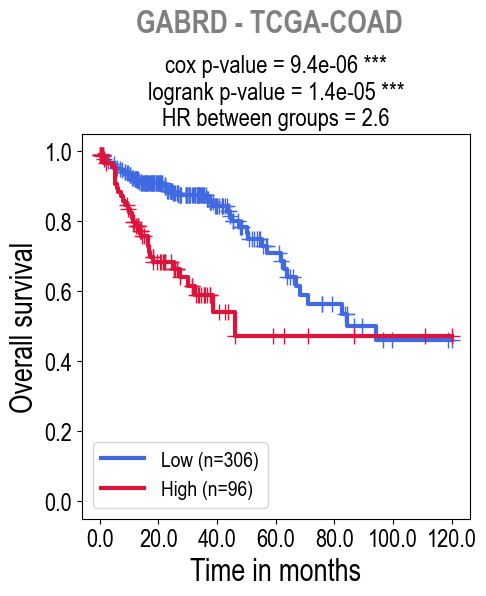 GABRD - TCGA-COAD
cox p-value = 9.4e-06 ***
logrank p-value = 1.4e-05 ***
HR between groups = 2.6
1.0
0.8
0.6
0.4
0.2
0.0
Overall survival
Low (n=306)
High (n=96)
0.0 20.0 40.0 60.0 80.0 100.0 120.0
Time in months